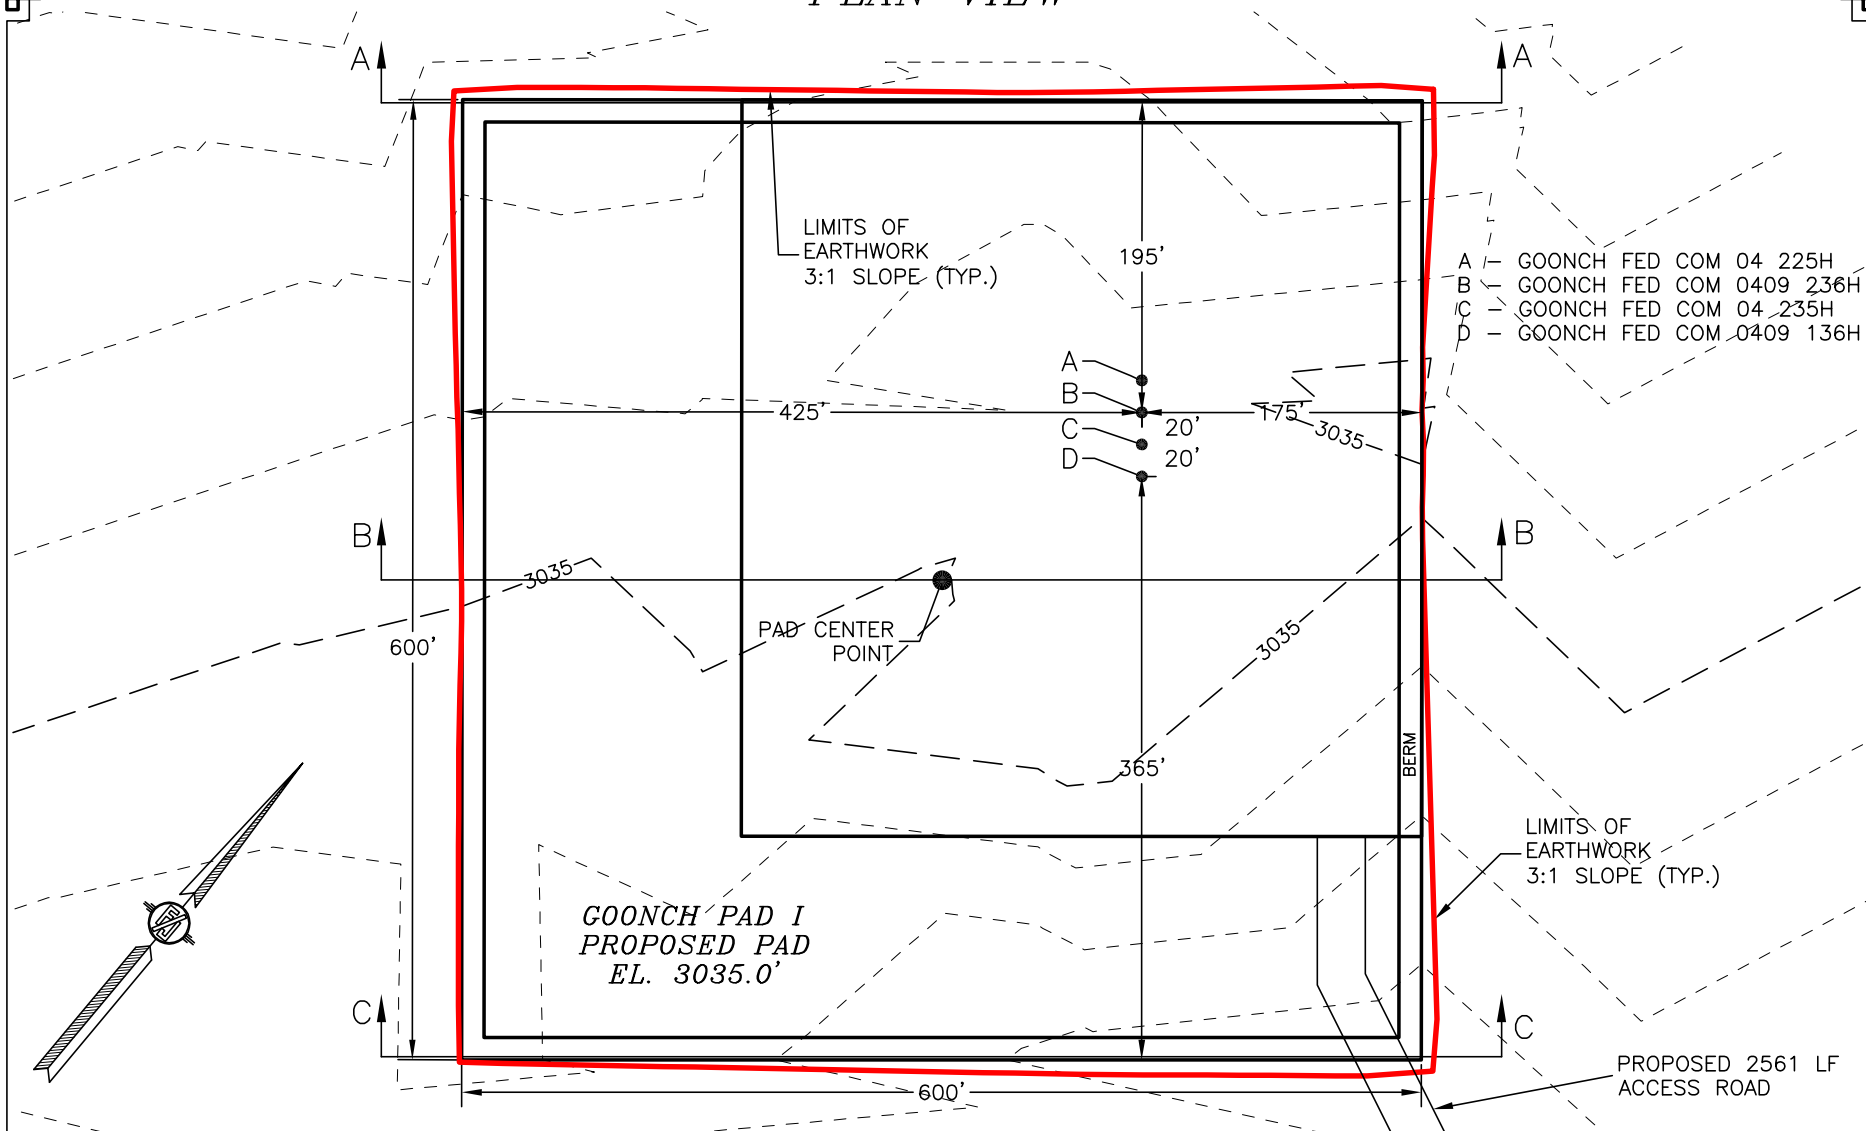 PLAN VIEW
A
A
LIMITS OF
EARTHWORK
3:1 SLOPE (TYP.)
195'
A – GOONCH FED COM 04 225H
B – GOONCH FED COM 0409 236H
C – GOONCH FED COM 04 235H
D – GOONCH FED COM 0409 136H
A
B
C
D
425'
175'
20'
20'
3035
B
B
3035
600'
PAD CENTER
POINT
3035
365'
BERM
LIMITS OF
EARTHWORK
3:1 SLOPE (TYP.)
GOONCH PAD I
PROPOSED PAD
EL. 3035.0'
C
C
PROPOSED 2561 LF
ACCESS ROAD
600'